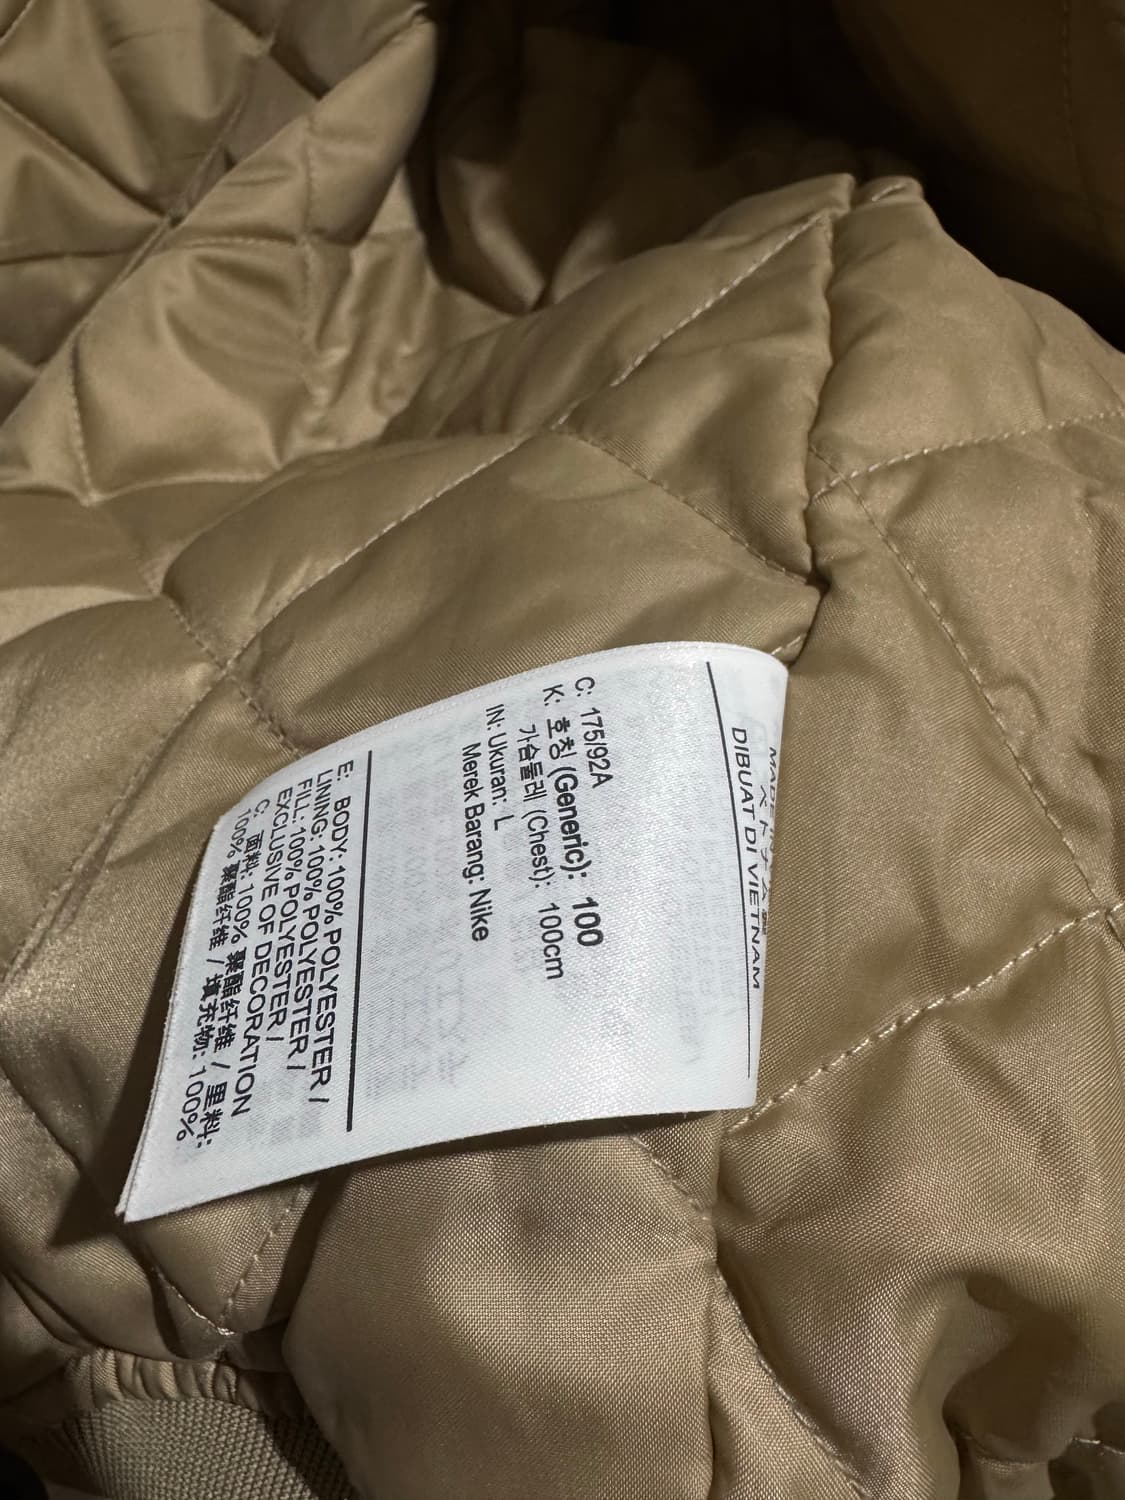 DIBUAT DI VIETNAM
C: 175/92A
K: 호칭 (Generic): 100
가슴둘레 (Chest): 100cm
IN: Ukuran: L
Merek Barang: Nike
E: BODY: 100% POLYESTER /
LINING: 100% POLYESTER /
FILL: 100% POLYESTER /
EXCLUSIVE OF DECORATION
C: 面料: 100% 聚酯纤维 / 里料:
100% 聚酯纤维 / 填充物: 100%